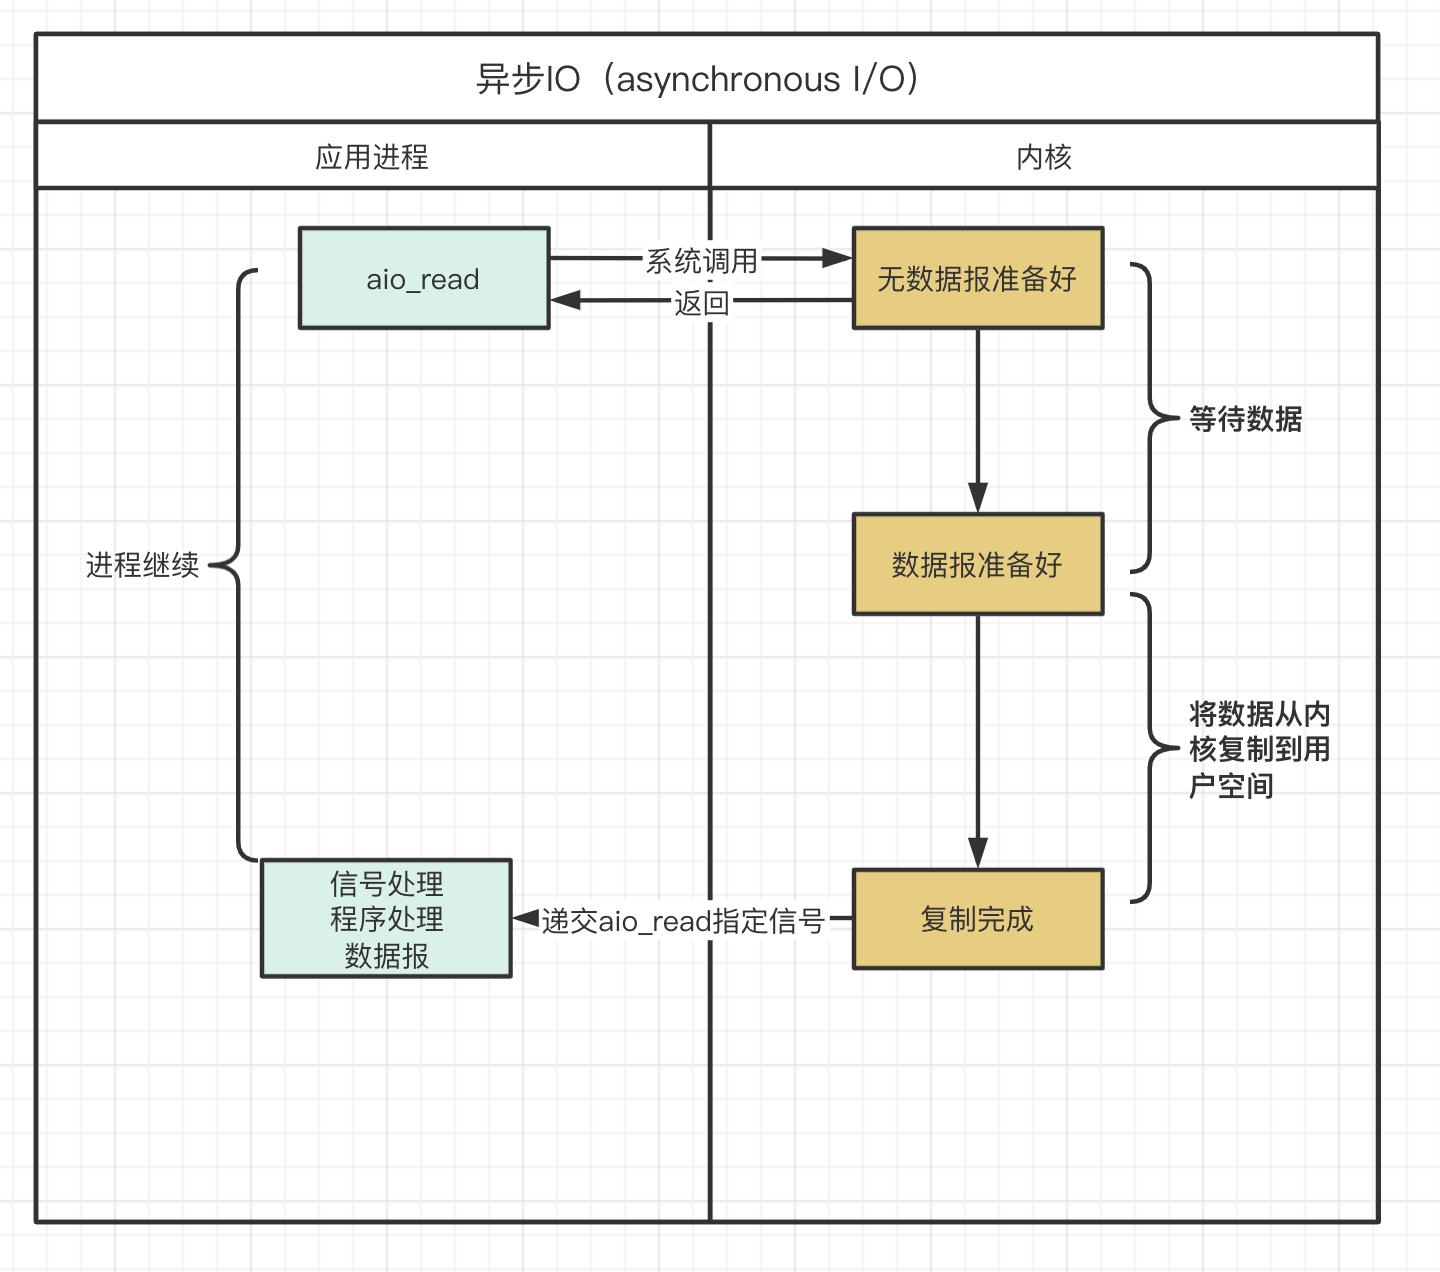 异步IO（asynchronous I/O）
应用进程
内核
aio_read
系统调用
返回
无数据报准备好
等待数据
进程继续
数据报准备好
将数据从内
核复制到用
户空间
信号处理
程序处理
数据报
递交aio_read指定信号
复制完成